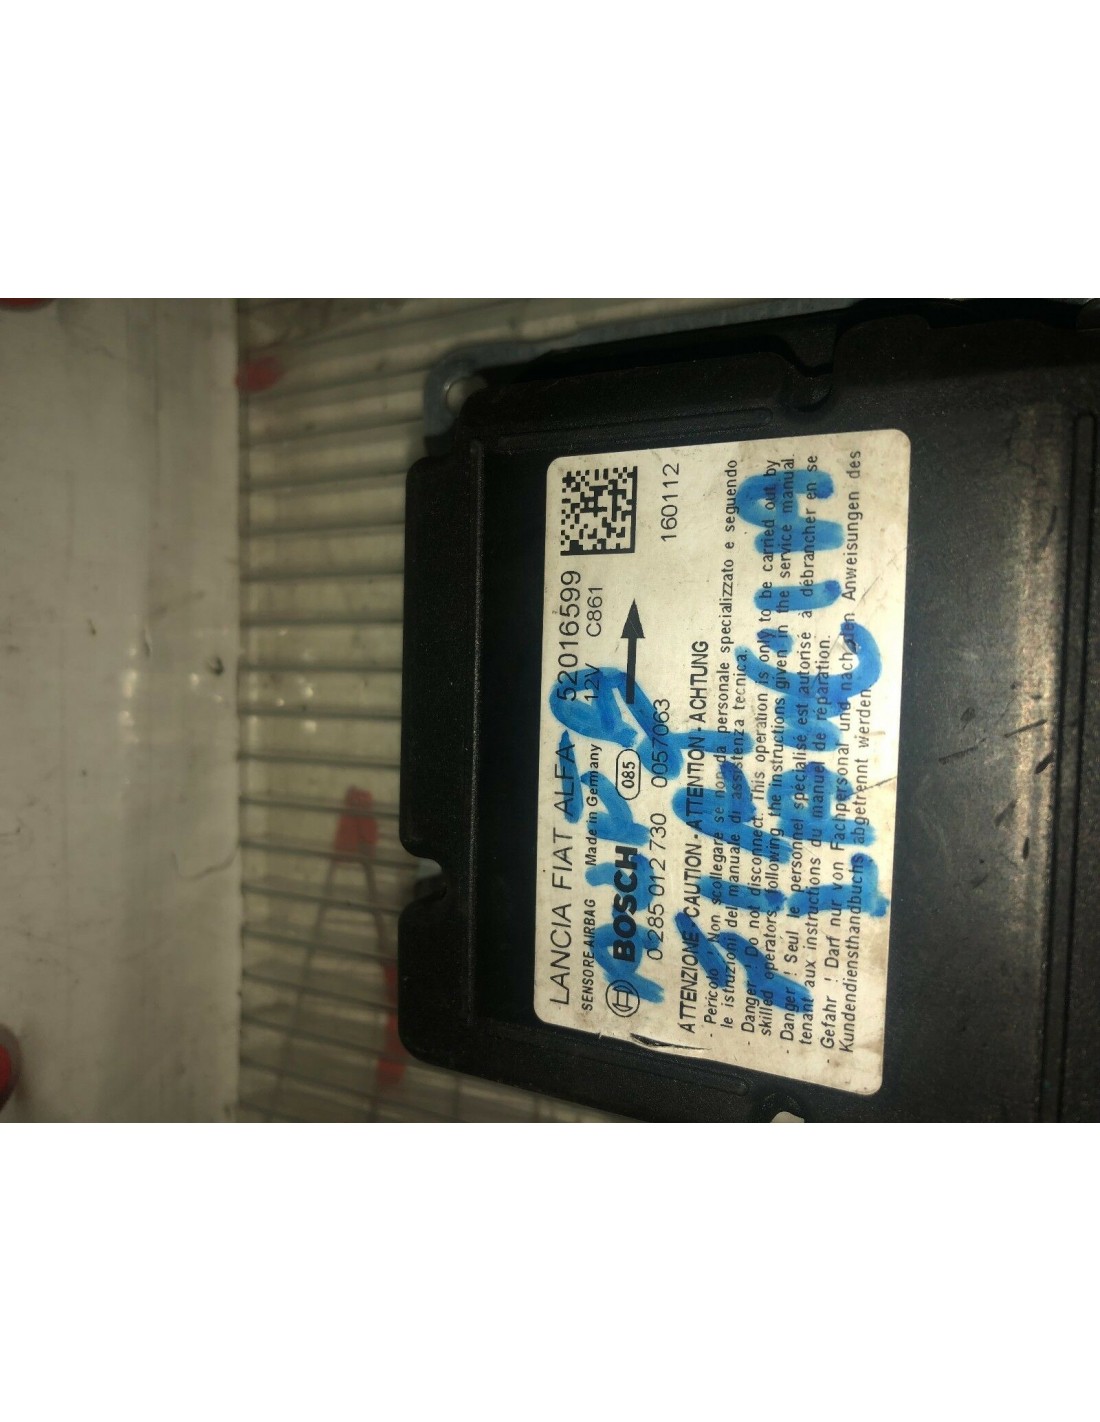 LANCIA FIAT ALFA 52016599
SENSORE AIRBAG Made in Germany 12V C861
BOSCH 085
0 285 012 730 0057063 160112
ATTENZIONE - CAUTION - ATTENTION - ACHTUNG
- Pericolo ! Non scollegare se non da personale specializzato e seguendo
le istruzioni del manuale di assistenza tecnica.
- Danger ! Do not disconnect. This operation is only to be carried out by
skilled operators, following the instructions given in the service manual.
- Danger ! Seul le personnel spécialisé est autorisé à débrancher en se
tenant aux instructions du manuel de réparation.
- Gefahr ! Darf nur von Fachpersonal und nach den Anweisungen des
Kundendiensthandbuchs abgetrennt werden.